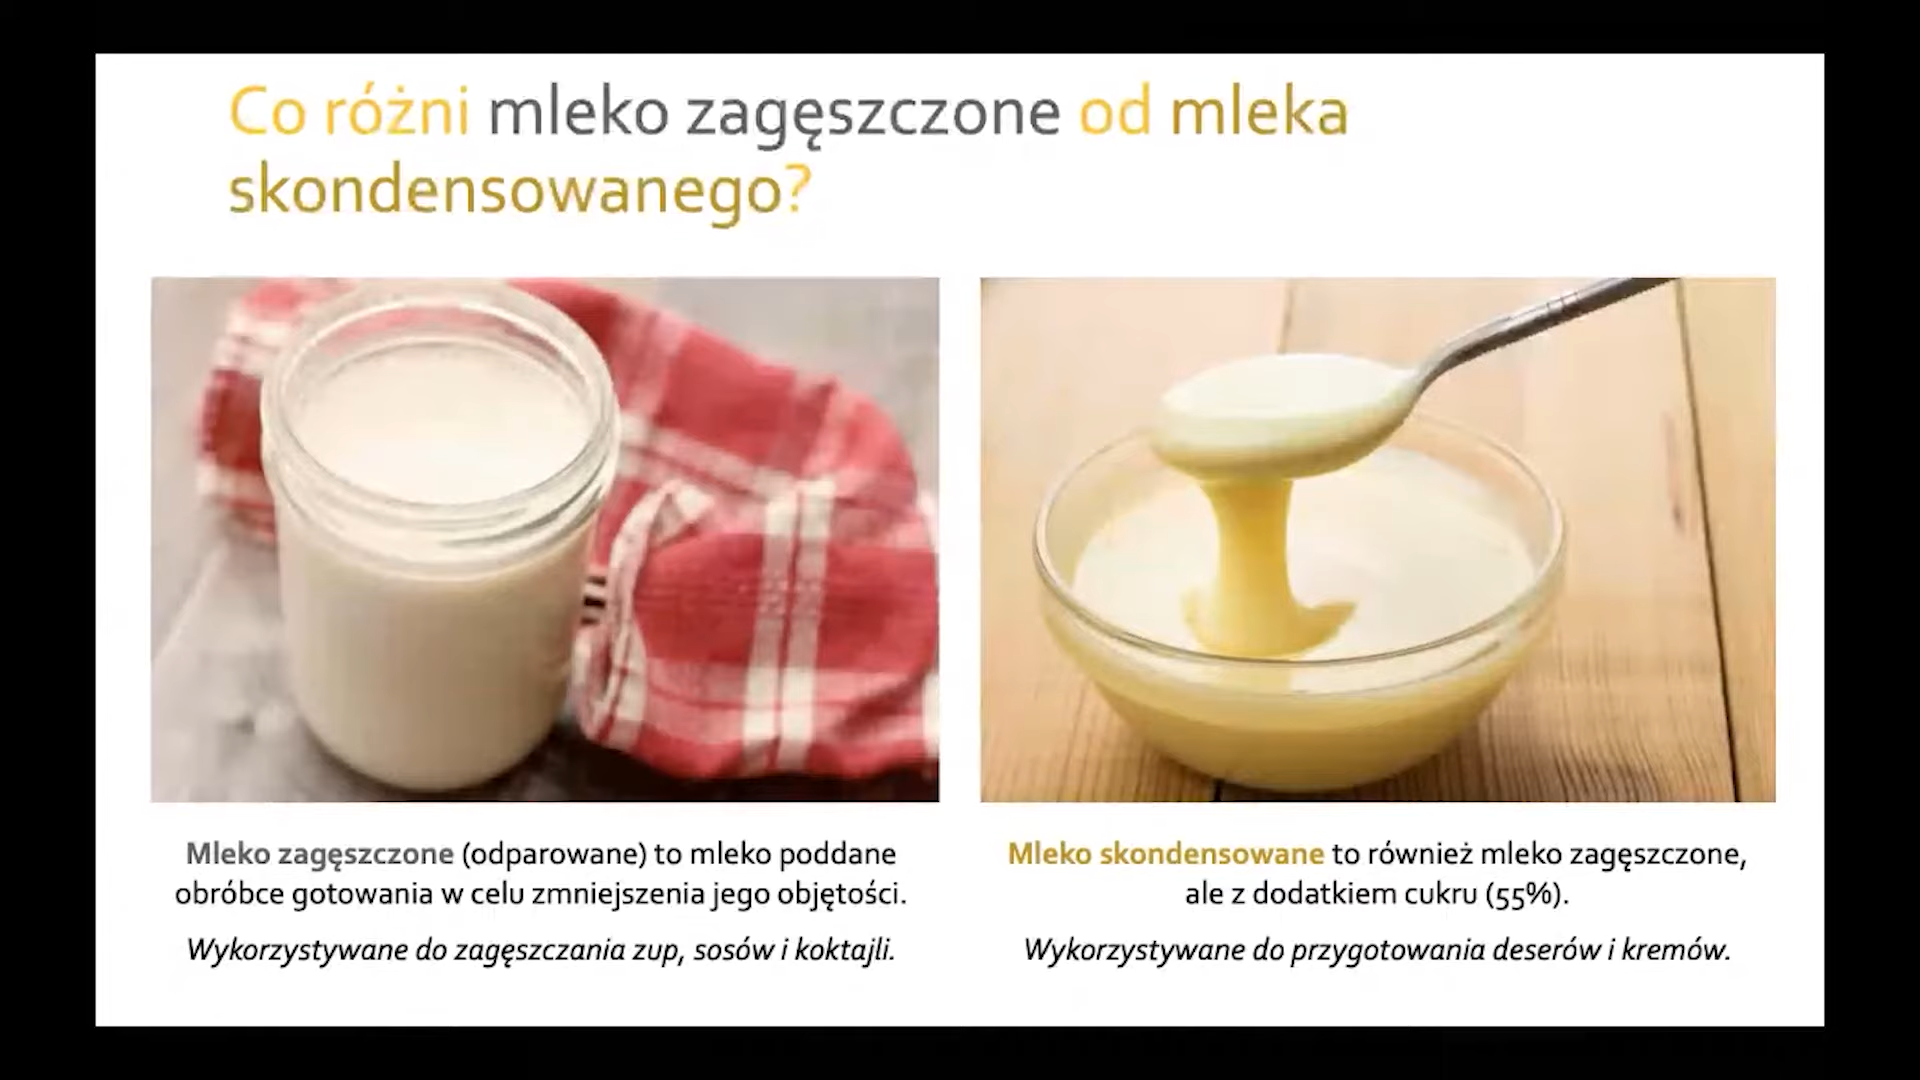 Co różni mleko zagęszczone od mleka
skondensowanego?
Mleko zagęszczone (odparowane) to mleko poddane
obróbce gotowania w celu zmniejszenia jego objętości.
Wykorzystywane do zagęszczania zup, sosów i koktajli.
Mleko skondensowane to również mleko zagęszczone,
ale z dodatkiem cukru (55%).
Wykorzystywane do przygotowania deserów i kremów.